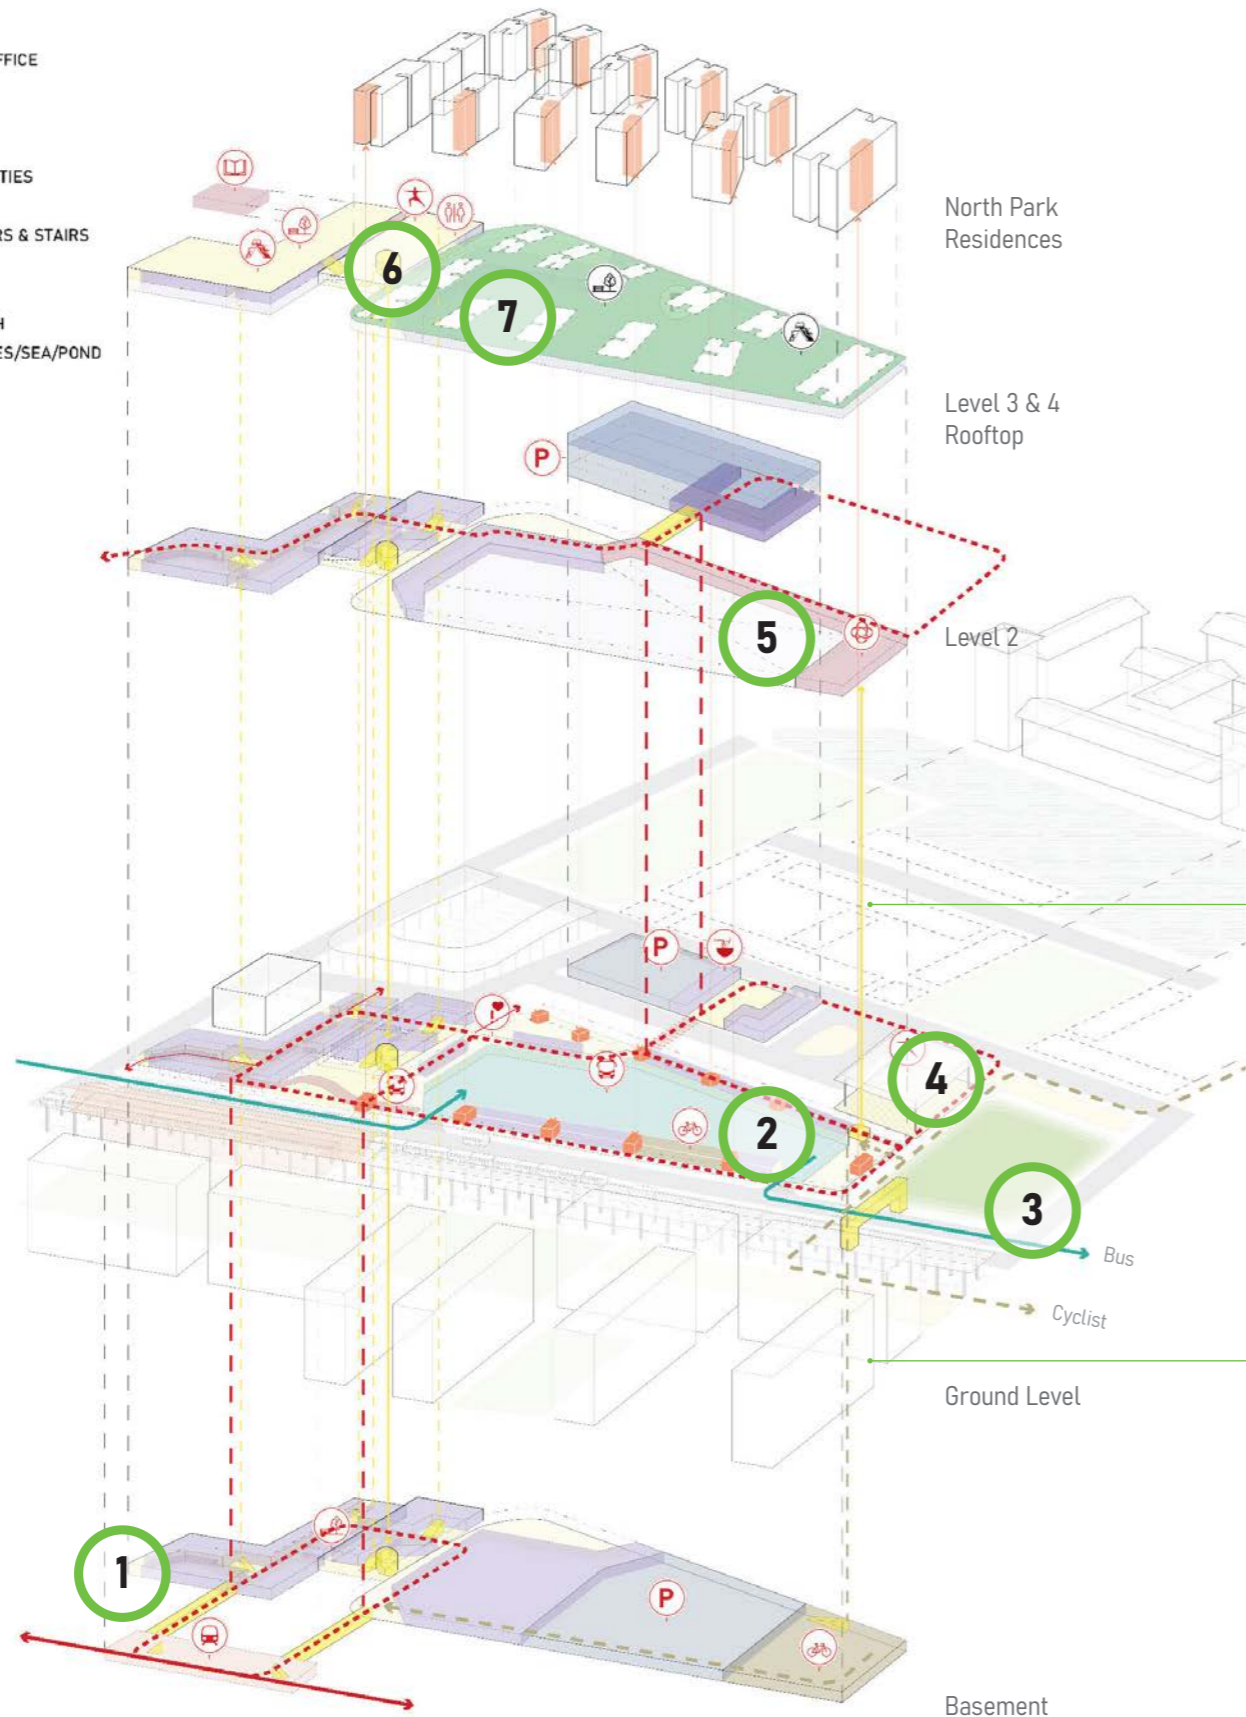 FFICE
TIES
RS & STAIRS
H
ES/SEA/POND
North Park
Residences
6
7
Level 3 & 4
Rooftop
P
5
Level 2
P
4
2
3
Bus
Cyclist
Ground Level
1
P
Basement